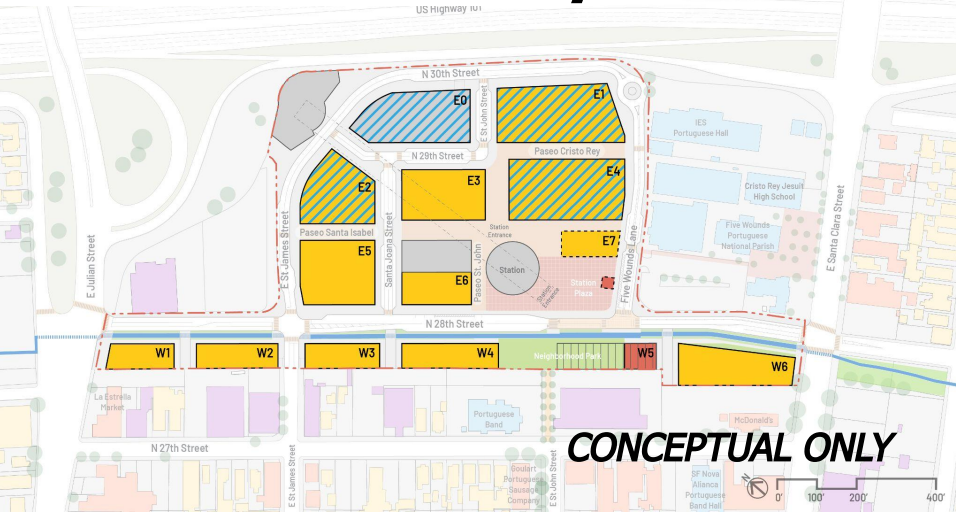 US Highway 101
N 30th Street
E0
E St John Street
E1
IES
Portuguese Hall
N 29th Street
Paseo Cristo Rey
E2
E3
E4
Cristo Rey Jesuit
High School
E Julian Street
E St James Street
Paseo Santa Isabel
Santa Joana Street
Station
Entrance
Five Wounds
Portuguese
National Parish
E Santa Clara Street
E5
E6
Paseo St. John
Station
E7
Station
Entrance
Station
Place
Five Wounds Lane
N 28th Street
W1
W2
W3
W4
Neighborhood Park
W5
W6
La Estrella
Market
Portuguese
Band
McDonald's
N 27th Street
E St James Street
Goulart
Portuguese
Sausage
Company
E St John Street
CONCEPTUAL ONLY
SF Nova
Alianca
Portuguese
Band Hall
N
0' 100' 200' 400'